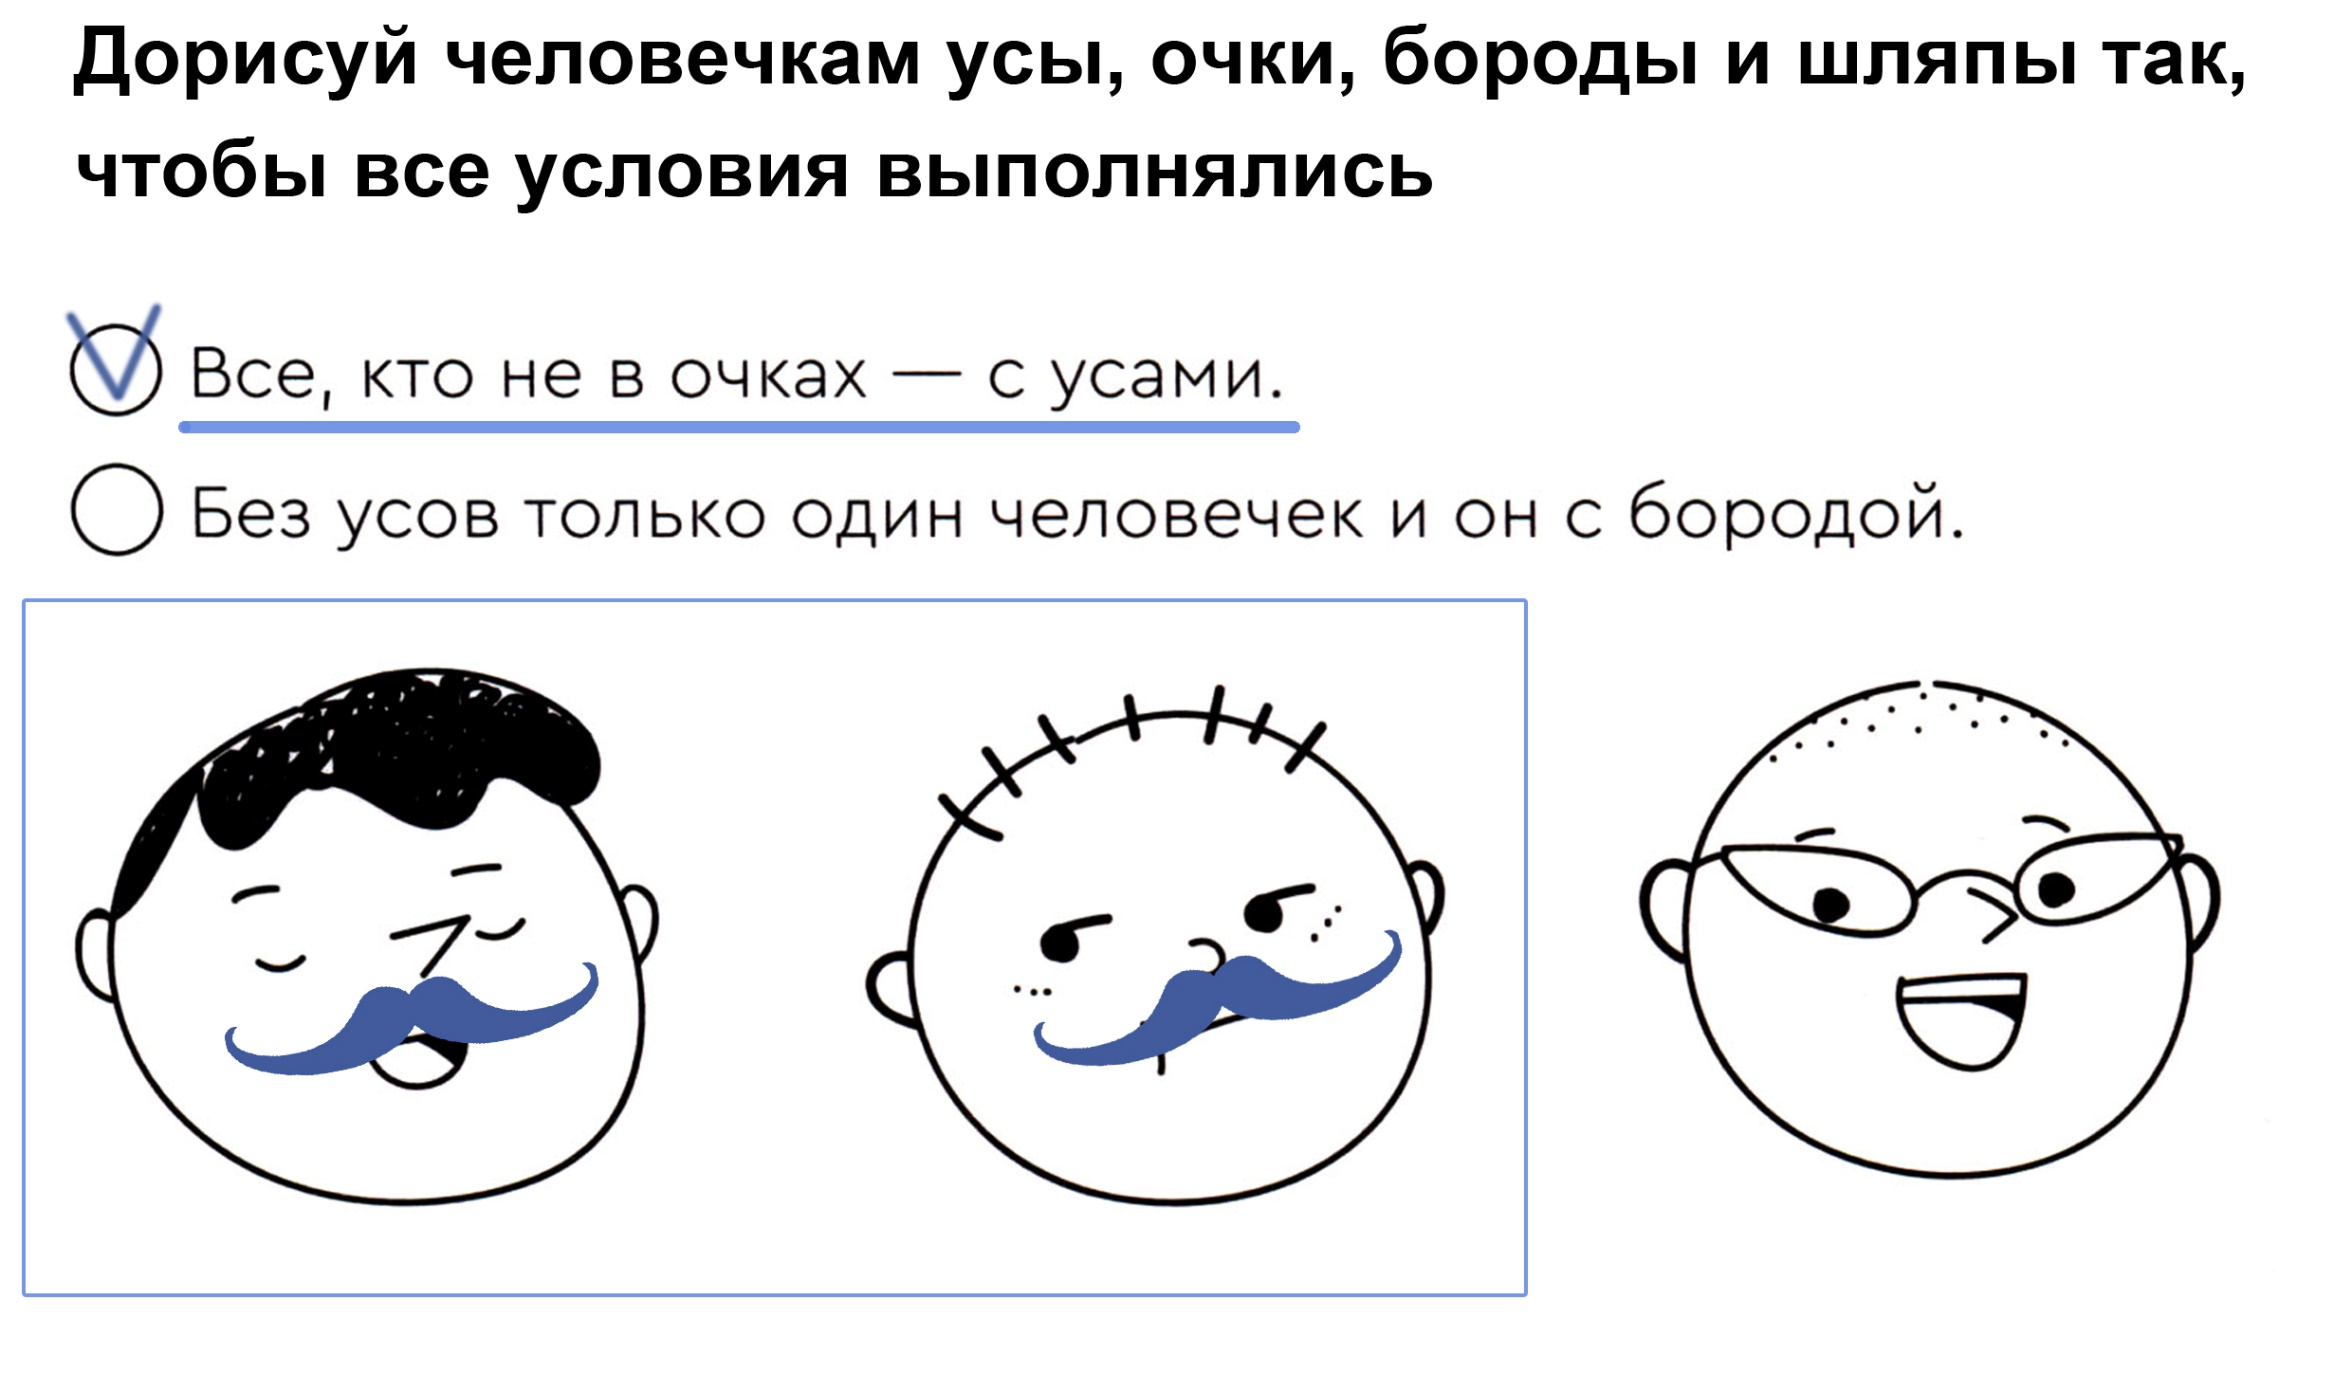 Дорисуй человечкам усы, очки, бороды и шляпы так,
чтобы все условия выполнялись
Все, кто не в очках — с усами.
Без усов только один человечек и он с бородой.